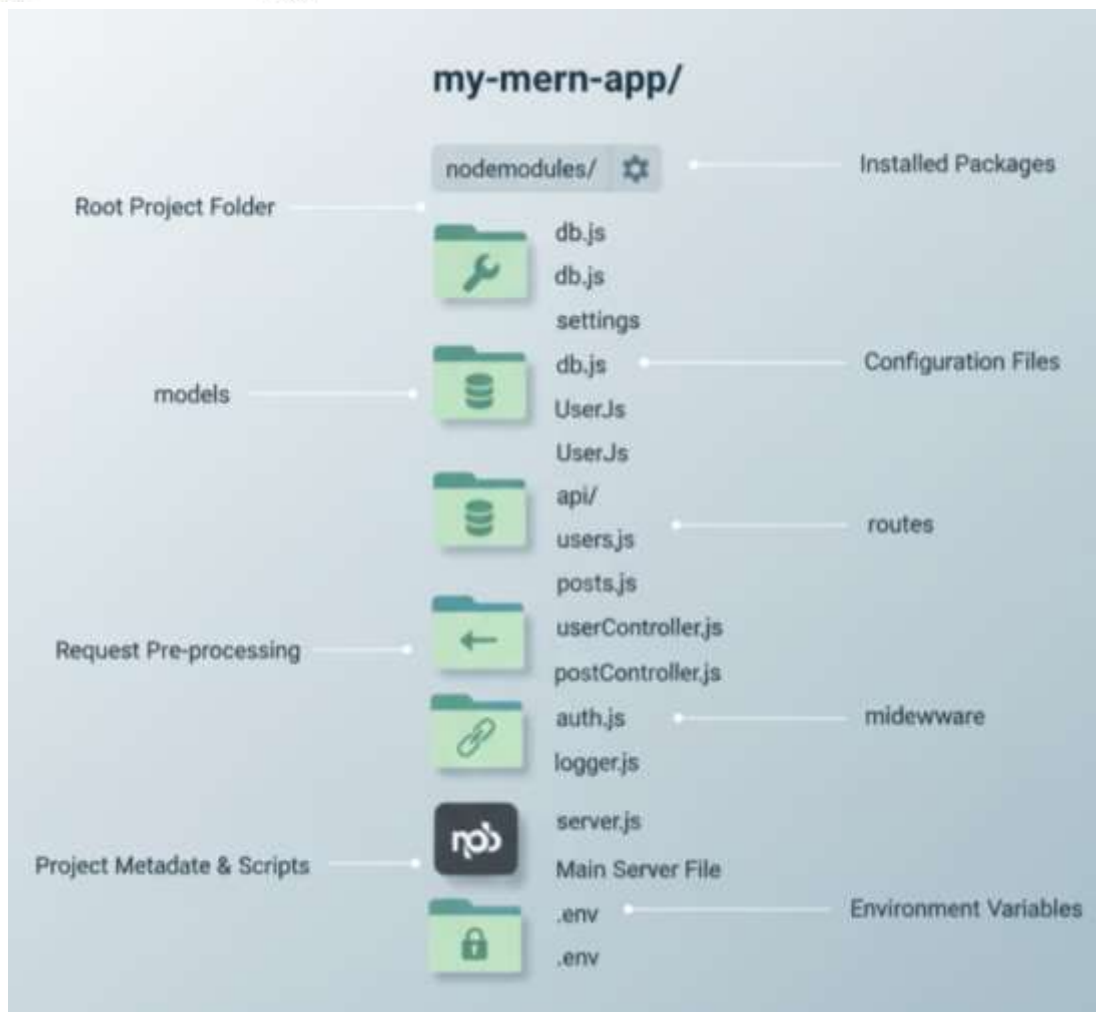 my-mern-app/
nodemodules/
Installed Packages
Root Project Folder
db.js
db.js
settings
db.js
Configuration Files
models
UserJs
UserJs
api/
users.js
routes
posts.js
userController.js
Request Pre-processing
postController.js
auth.js
midewware
logger.js
server.js
Project Metadate & Scripts
Main Server File
.env
Environment Variables
.env